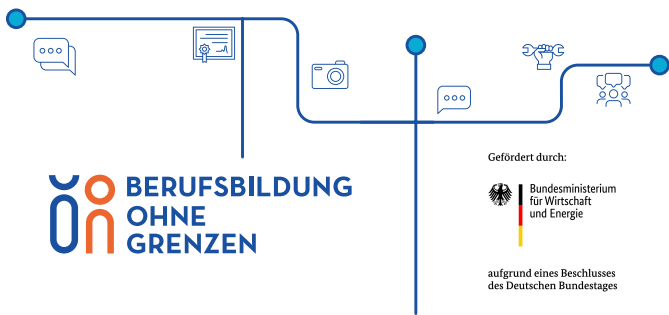 BERUFSBILDUNG
OHNE
GRENZEN
Gefördert durch:
Bundesministerium
für Wirtschaft
und Energie
aufgrund eines Beschlusses
des Deutschen Bundestages